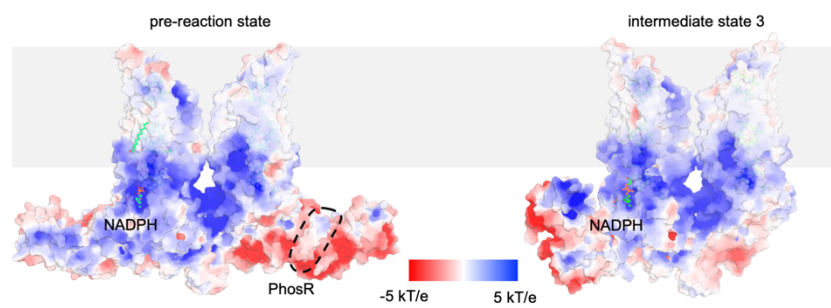 pre-reaction state
intermediate state 3
NADPH
NADPH
PhosR
-5 kT/e
5 kT/e